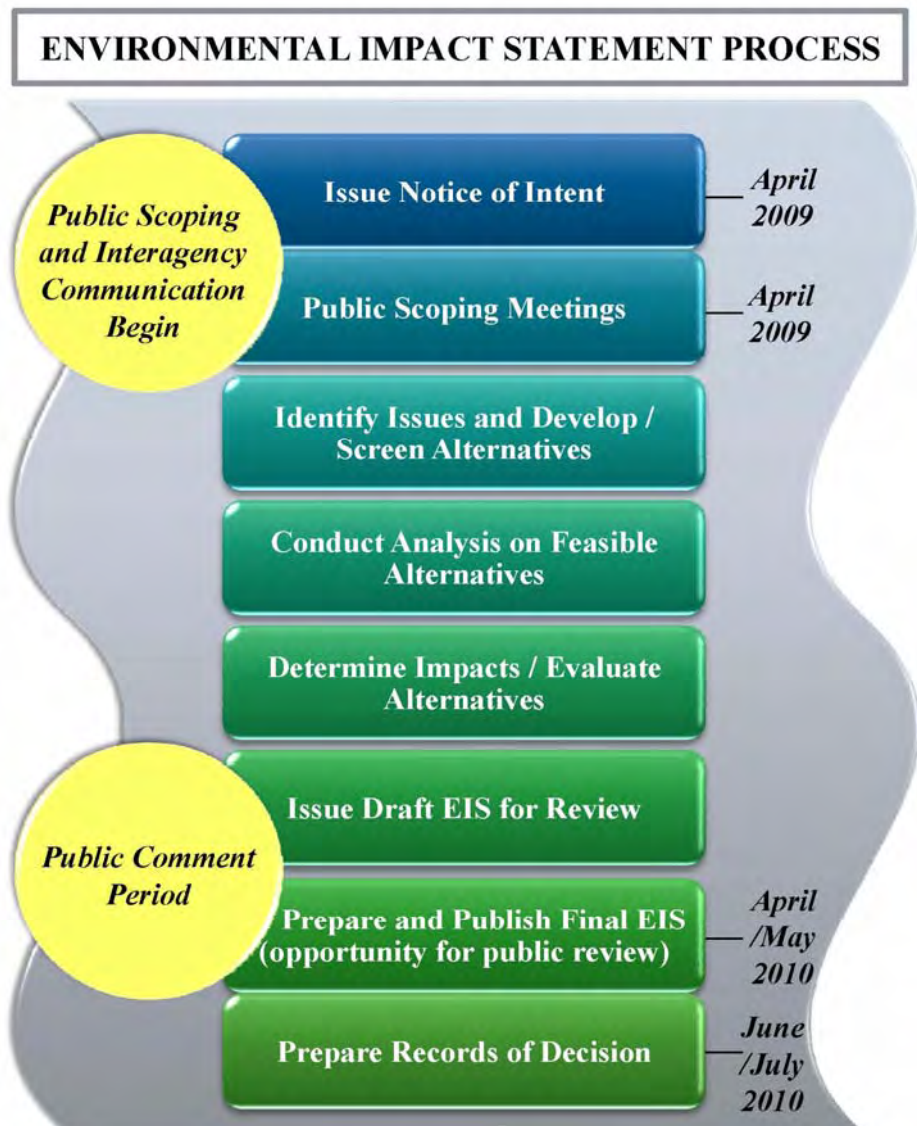 ENVIRONMENTAL IMPACT STATEMENT PROCESS
Public Scoping
and Interagency
Communication
Begin
Issue Notice of Intent
April
2009
Public Scoping Meetings
April
2009
Identify Issues and Develop /
Screen Alternatives
Conduct Analysis on Feasible
Alternatives
Determine Impacts / Evaluate
Alternatives
Issue Draft EIS for Review
Public Comment
Period
Prepare and Publish Final EIS
(opportunity for public review)
April
/May
2010
Prepare Records of Decision
June
/July
2010